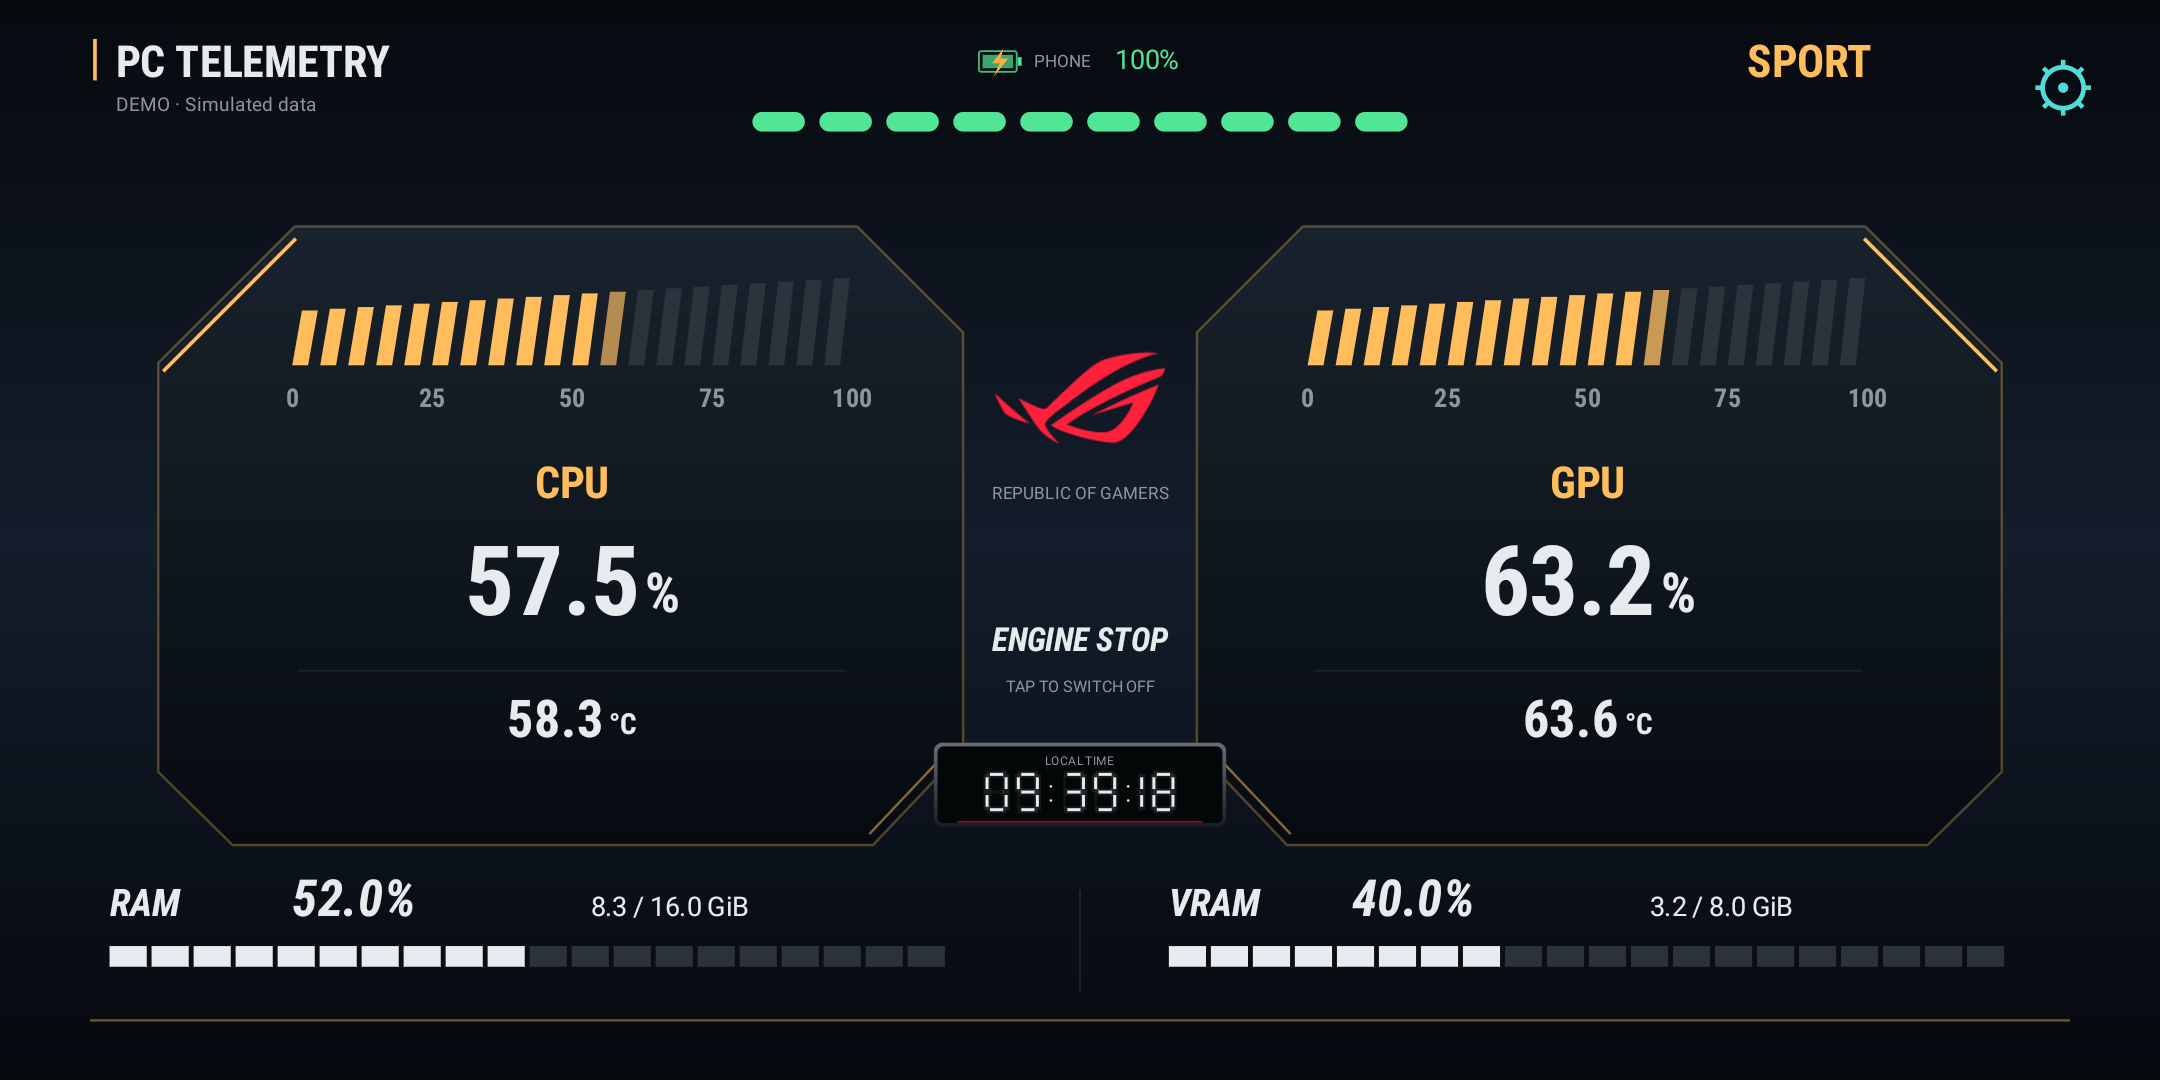 PC TELEMETRY
DEMO · Simulated data
PHONE 100%
SPORT
0 25 50 75 100
CPU
57.5 %
58.3 °C
REPUBLIC OF GAMERS
ENGINE STOP
TAP TO SWITCH OFF
LOCAL TIME
09:39:18
0 25 50 75 100
GPU
63.2 %
63.6 °C
RAM 52.0% 8.3 / 16.0 GiB
VRAM 40.0% 3.2 / 8.0 GiB